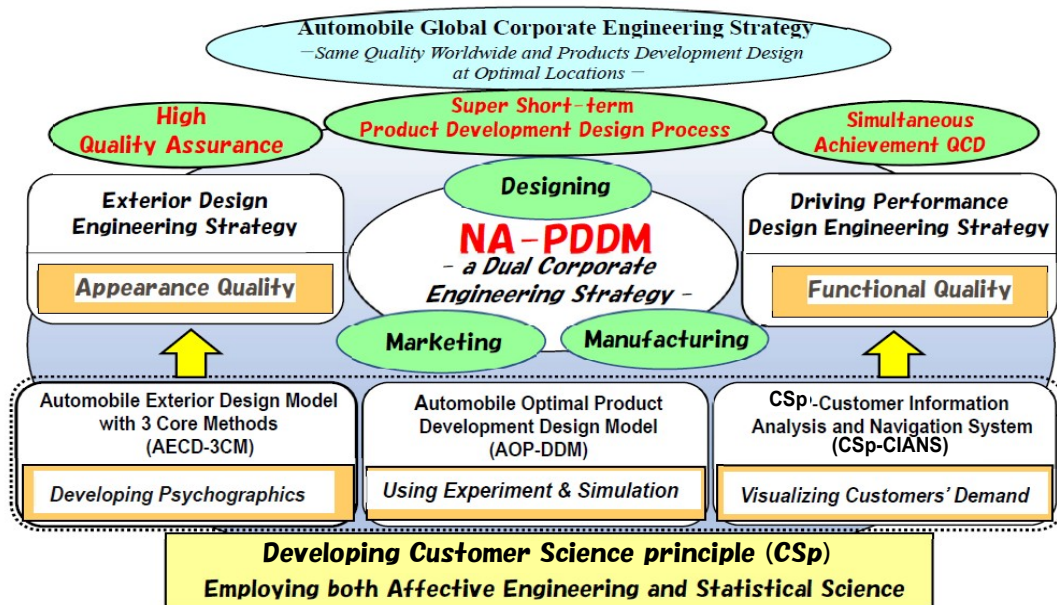 Automobile Global Corporate Engineering Strategy
—Same Quality Worldwide and Products Development Design
at Optimal Locations —
High
Quality Assurance
Super Short-term
Product Development Design Process
Simultaneous
Achievement QCD
Exterior Design
Engineering Strategy
Appearance Quality
Designing
NA-PDDM
- a Dual Corporate
Engineering Strategy -
Marketing
Manufacturing
Driving Performance
Design Engineering Strategy
Functional Quality
Automobile Exterior Design Model
with 3 Core Methods
(AECD-3CM)
Developing Psychographics
Automobile Optimal Product
Development Design Model
(AOP-DDM)
Using Experiment & Simulation
CSp-Customer Information
Analysis and Navigation System
(CSp-CIANS)
Visualizing Customers' Demand
Developing Customer Science principle (CSp)
Employing both Affective Engineering and Statistical Science